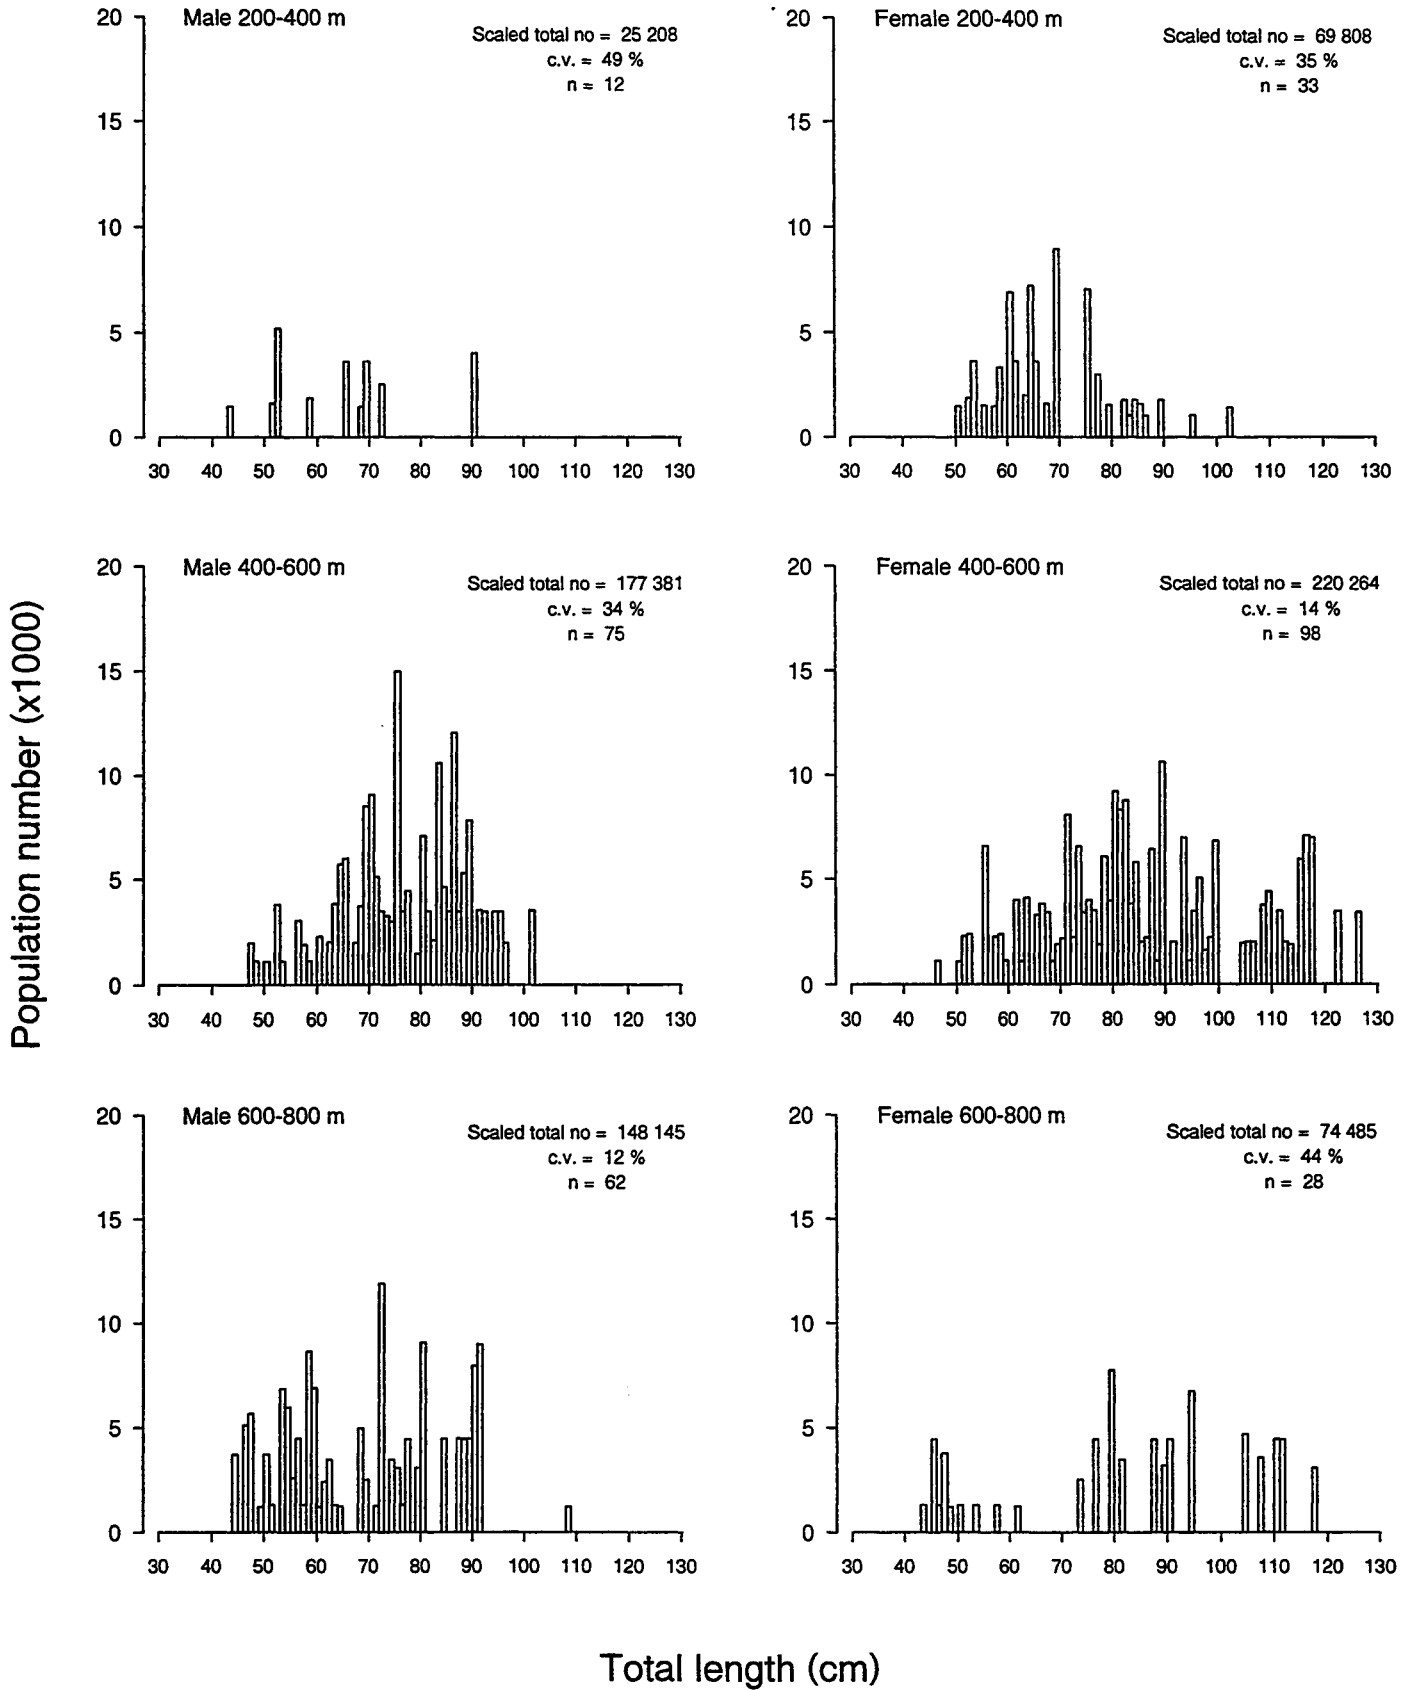 Population number (x1000)
Male 200-400 m
Scaled total no = 25 208
c.v. = 49 %
n = 12
20
15
10
5
0
30 40 50 60 70 80 90 100 110 120 130
Female 200-400 m
Scaled total no = 69 808
c.v. = 35 %
n = 33
20
15
10
5
0
30 40 50 60 70 80 90 100 110 120 130
Male 400-600 m
Scaled total no = 177 381
c.v. = 34 %
n = 75
20
15
10
5
0
30 40 50 60 70 80 90 100 110 120 130
Female 400-600 m
Scaled total no = 220 264
c.v. = 14 %
n = 98
20
15
10
5
0
30 40 50 60 70 80 90 100 110 120 130
Male 600-800 m
Scaled total no = 148 145
c.v. = 12 %
n = 62
20
15
10
5
0
30 40 50 60 70 80 90 100 110 120 130
Female 600-800 m
Scaled total no = 74 485
c.v. = 44 %
n = 28
20
15
10
5
0
30 40 50 60 70 80 90 100 110 120 130
Total length (cm)